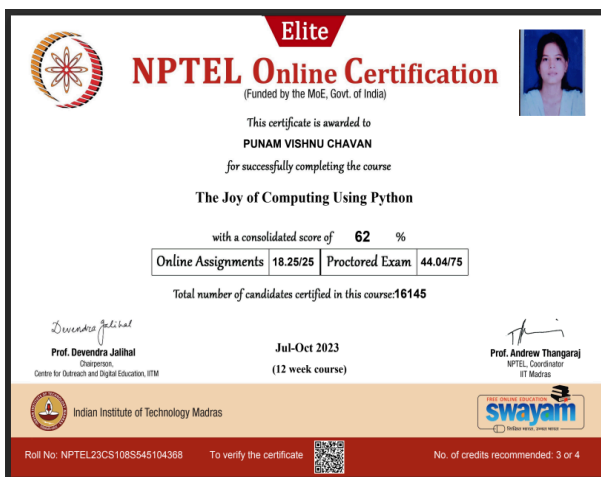 Elite
NPTEL Online Certification
(Funded by the MoE, Govt. of India)
This certificate is awarded to
PUNAM VISHNU CHAVAN
for successfully completing the course
The Joy of Computing Using Python
with a consolidated score of 62 %
Online Assignments 18.25/25 Proctored Exam 44.04/75
Total number of candidates certified in this course:16145
Devendra Jalihal
Prof. Devendra Jalihal
Chairperson,
Centre for Outreach and Digital Education, IITM
Jul-Oct 2023
(12 week course)
Prof. Andrew Thangaraj
NPTEL, Coordinator
IIT Madras
Indian Institute of Technology Madras
FREE ONLINE EDUCATION
swayam
शिक्षित भारत, उन्नत भारत
Roll No: NPTEL23CS108S545104368
To verify the certificate
No. of credits recommended: 3 or 4